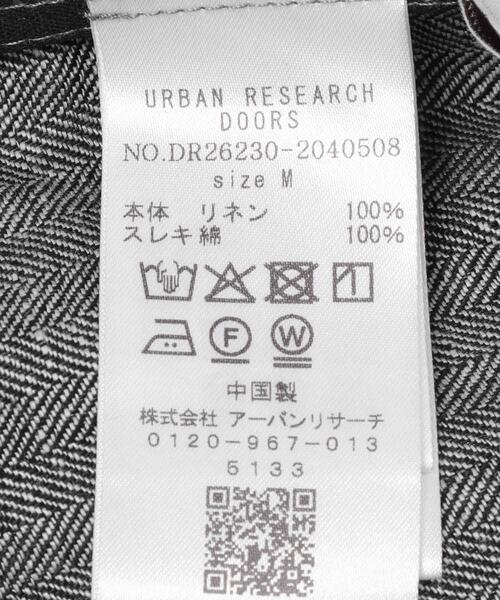 URBAN RESEARCH
DOORS
NO.DR26230-2040508
size M
本体 リネン 100%
スレキ綿 100%
F W
中国製
株式会社 アーバンリサーチ
0120-967-013
5133